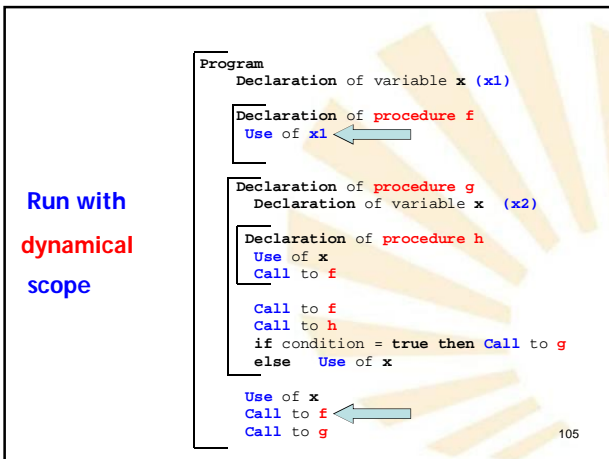 Program
Declaration of variable x (x1)
Declaration of procedure f
Use of x1
Declaration of procedure g
Declaration of variable x (x2)
Declaration of procedure h
Use of x
Call to f
Call to f
Call to h
if condition = true then Call to g
else Use of x
Use of x
Call to f
Call to g
Run with
dynamical
scope
105